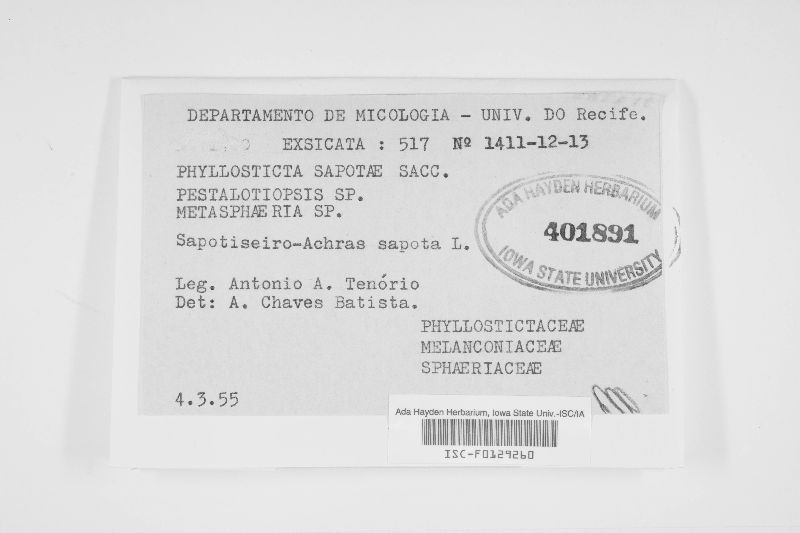 DEPARTAMENTO DE MICOLOGIA - UNIV. DO Recife.
EXSICATA : 517 Nº 1411-12-13
PHYLLOSTICTA SAPOTÆ SACC.
PESTALOTIOPSIS SP.
METASPHÆRIA SP.
ADA HAYDEN HERBARIUM
401891
IOWA STATE UNIVERSITY
Sapotiseiro-Achras sapota L.
Leg. Antonio A. Tenório
Det: A. Chaves Batista.
PHYLLOSTICTACEÆ
MELANCONIACEÆ
SPHÆRIACEÆ
4.3.55
Ada Hayden Herbarium, Iowa State Univ.-ISC/IA
ISC-F0129260